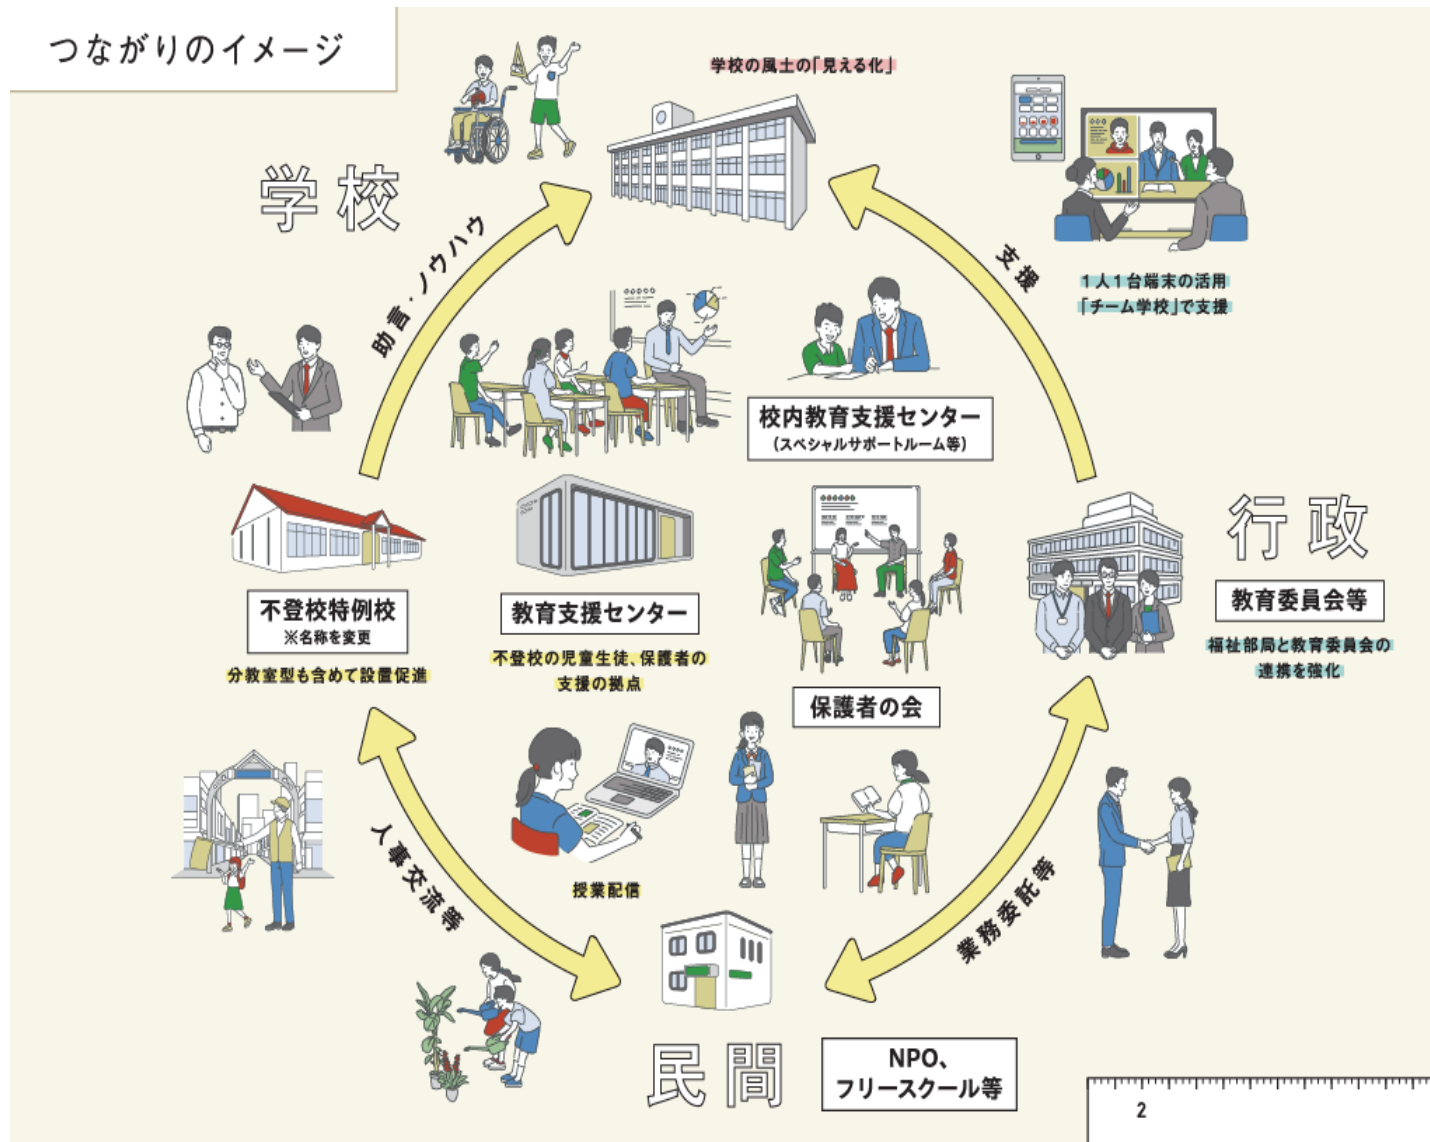 つながりのイメージ
学校の風土の「見える化」
学校
助言・ノウハウ
支援
1人1台端末の活用
「チーム学校」で支援
校内教育支援センター
(スペシャルサポートルーム等)
行政
教育委員会等
福祉部局と教育委員会の
連携を強化
不登校特例校
※名称を変更
分教室型も含めて設置促進
教育支援センター
不登校の児童生徒、保護者の
支援の拠点
保護者の会
人事交流等
授業配信
業務委託等
民間
NPO、
フリースクール等
2